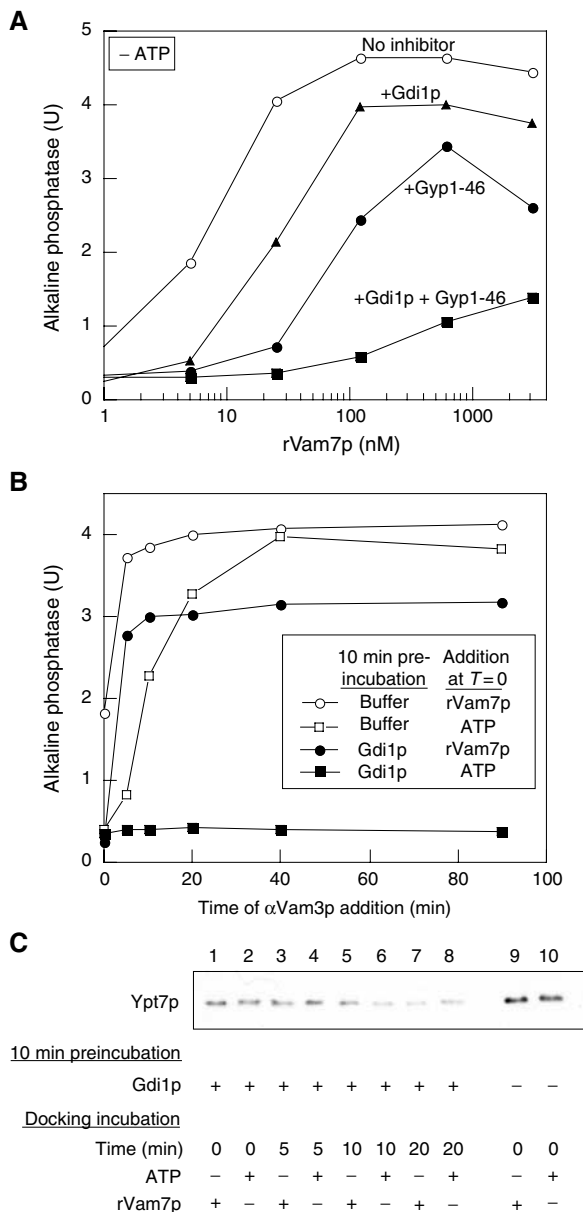 A
– ATP
5
4
3
2
1
0
Alkaline phosphatase (U)
No inhibitor
+Gdi1p
+Gyp1-46
+Gdi1p + Gyp1-46
1 10 100 1000
rVam7p (nM)
B
4
3
2
1
0
Alkaline phosphatase (U)
10 min pre- Addition
incubation at T=0
Buffer rVam7p
Buffer ATP
Gdi1p rVam7p
Gdi1p ATP
0 20 40 60 80 100
Time of αVam3p addition (min)
C
1 2 3 4 5 6 7 8 9 10
Ypt7p
10 min preincubation
Gdi1p + + + + + + + + – –
Docking incubation
Time (min) 0 0 5 5 10 10 20 20 0 0
ATP – + – + – + – + – +
rVam7p + – + – + – + – + –